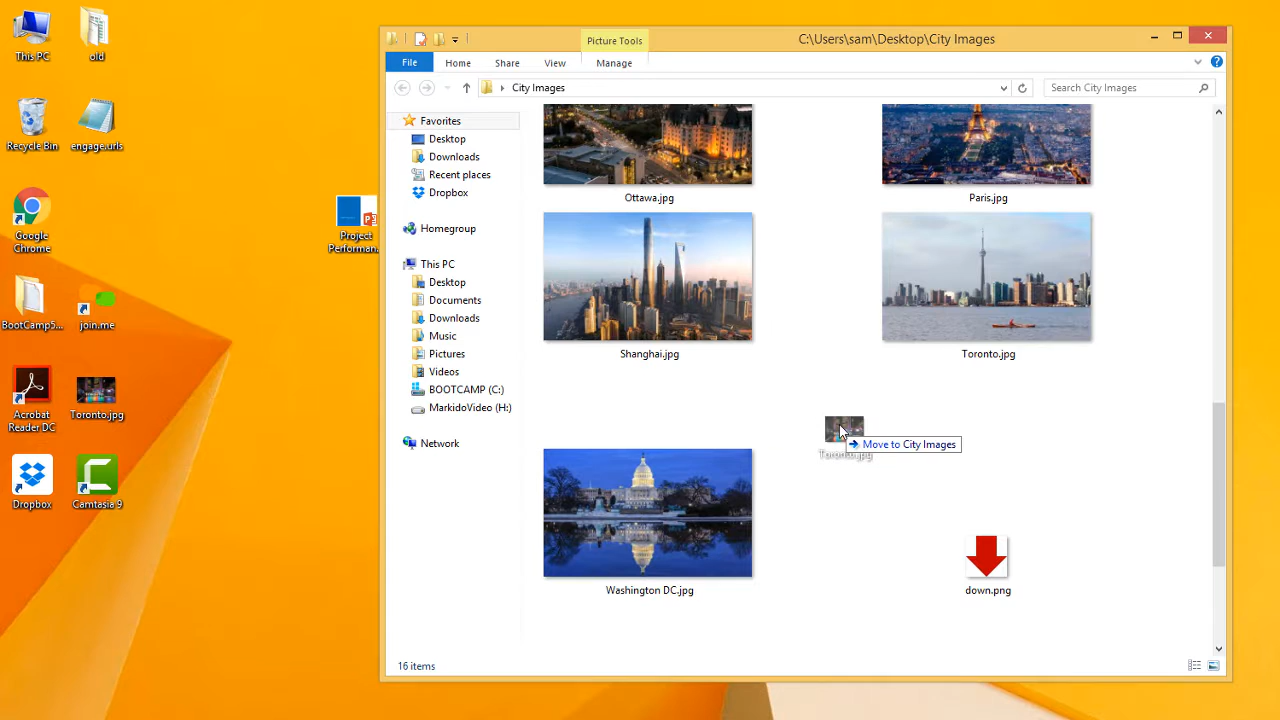 This PC
old
Recycle Bin
engage.urls
Google
Chrome
Project
Performan...
BootCamp5...
join.me
Acrobat
Reader DC
Toronto.jpg
Dropbox
Camtasia 9
Picture Tools
C:\Users\sam\Desktop\City Images
File
Home
Share
View
Manage
City Images
Search City Images
Favorites
Desktop
Downloads
Recent places
Dropbox
Homegroup
This PC
Desktop
Documents
Downloads
Music
Pictures
Videos
BOOTCAMP (C:)
MarkidoVideo (H:)
Network
Ottawa.jpg
Paris.jpg
Shanghai.jpg
Toronto.jpg
Move to City Images
Toronto.jpg
Washington DC.jpg
down.png
16 items